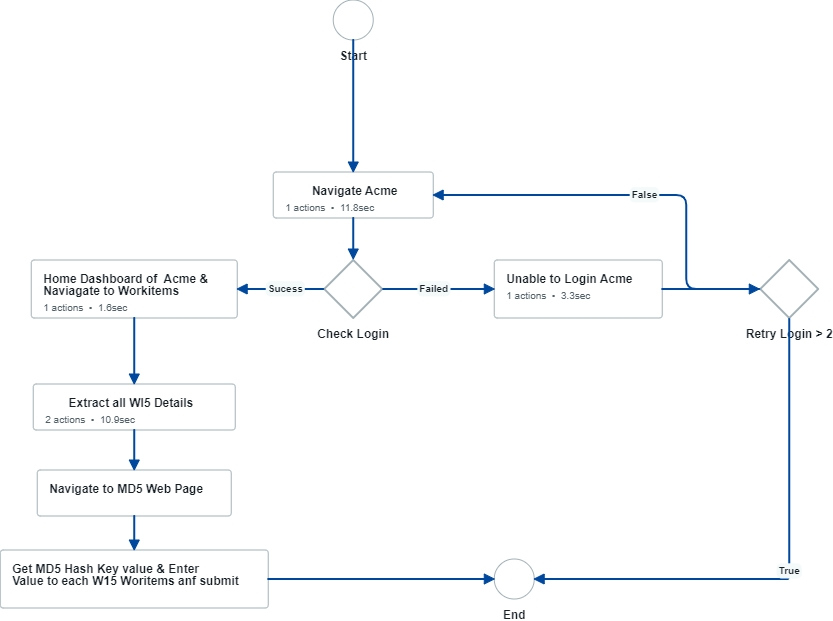 Start
Navigate Acme
1 actions • 11.8sec
False
Home Dashboard of Acme &
Naviagate to Workitems
1 actions • 1.6sec
Sucess
Failed
Check Login
Unable to Login Acme
1 actions • 3.3sec
Retry Login > 2
Extract all WI5 Details
2 actions • 10.9sec
Navigate to MD5 Web Page
Get MD5 Hash Key value & Enter
Value to each W15 Woritems anf submit
True
End